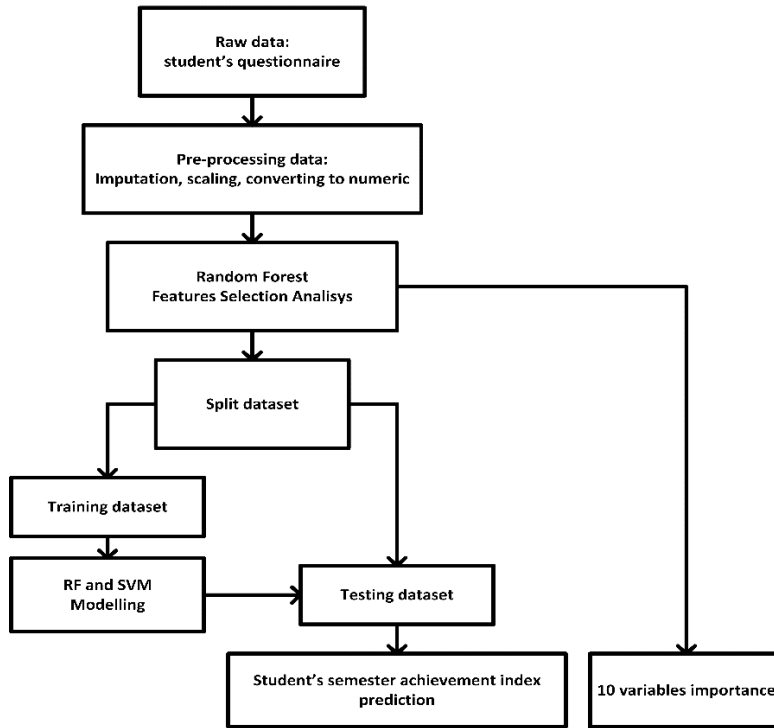 Raw data:
student's questionnaire
Pre-processing data:
Imputation, scaling, converting to numeric
Random Forest
Features Selection Analisys
Split dataset
Training dataset
RF and SVM
Modelling
Testing dataset
Student's semester achievement index
prediction
10 variables importance